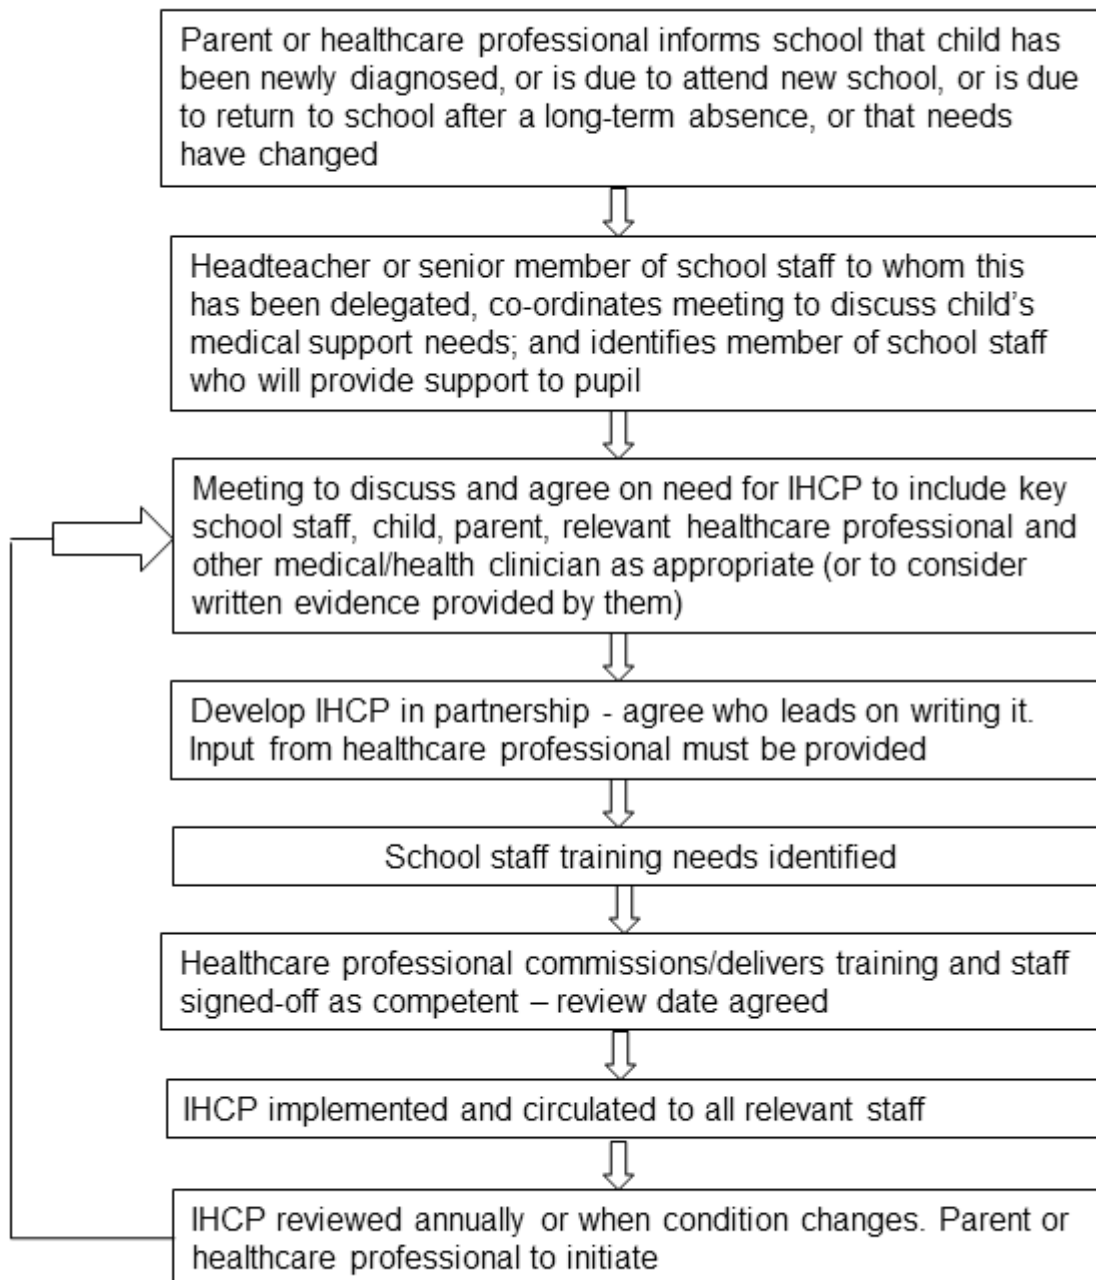 Parent or healthcare professional informs school that child has
been newly diagnosed, or is due to attend new school, or is due
to return to school after a long-term absence, or that needs
have changed
Headteacher or senior member of school staff to whom this
has been delegated, co-ordinates meeting to discuss child’s
medical support needs; and identifies member of school staff
who will provide support to pupil
Meeting to discuss and agree on need for IHCP to include key
school staff, child, parent, relevant healthcare professional and
other medical/health clinician as appropriate (or to consider
written evidence provided by them)
Develop IHCP in partnership - agree who leads on writing it.
Input from healthcare professional must be provided
School staff training needs identified
Healthcare professional commissions/delivers training and staff
signed-off as competent – review date agreed
IHCP implemented and circulated to all relevant staff
IHCP reviewed annually or when condition changes. Parent or
healthcare professional to initiate